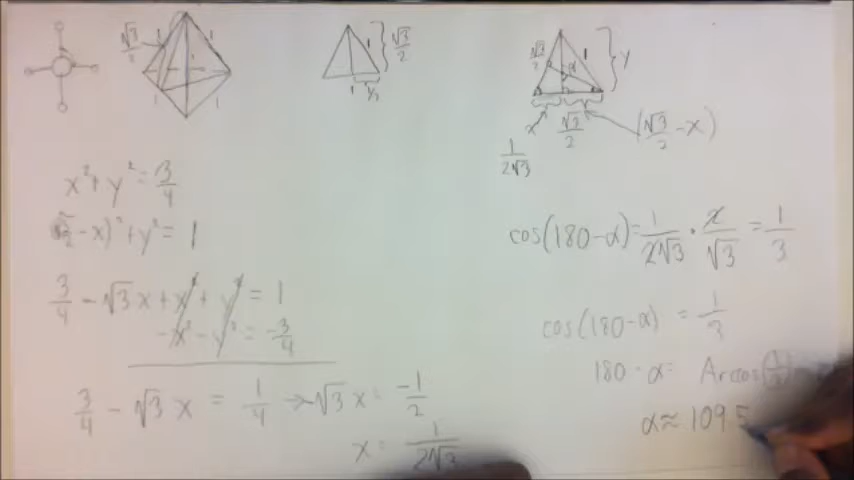 √3/2 1 1 1 1
1 √3/2
1 1/2
√3/2 1 y
α
x √3/2 (√3/2 - x)
1/2√3
x² + y² = 3/4
- x)² + y² = 1
3/4 - √3 x + x² + y² = 1
- x² - y² = -3/4
3/4 - √3 x = 1/4 → -√3 x = -1/2
x = 1/2√3
cos(180-α) = 1/2√3 · 2/√3 = 1/3
cos(180-α) = 1/3
180 - α = Arccos(1/3)
α ≈ 109.5